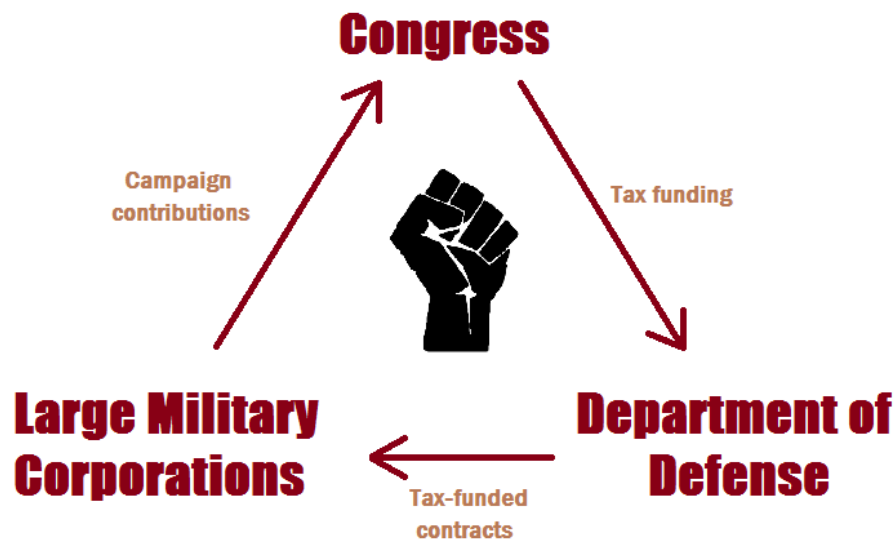 Congress
Campaign
contributions
Tax funding
Large Military
Corporations
Department of
Defense
Tax-funded
contracts